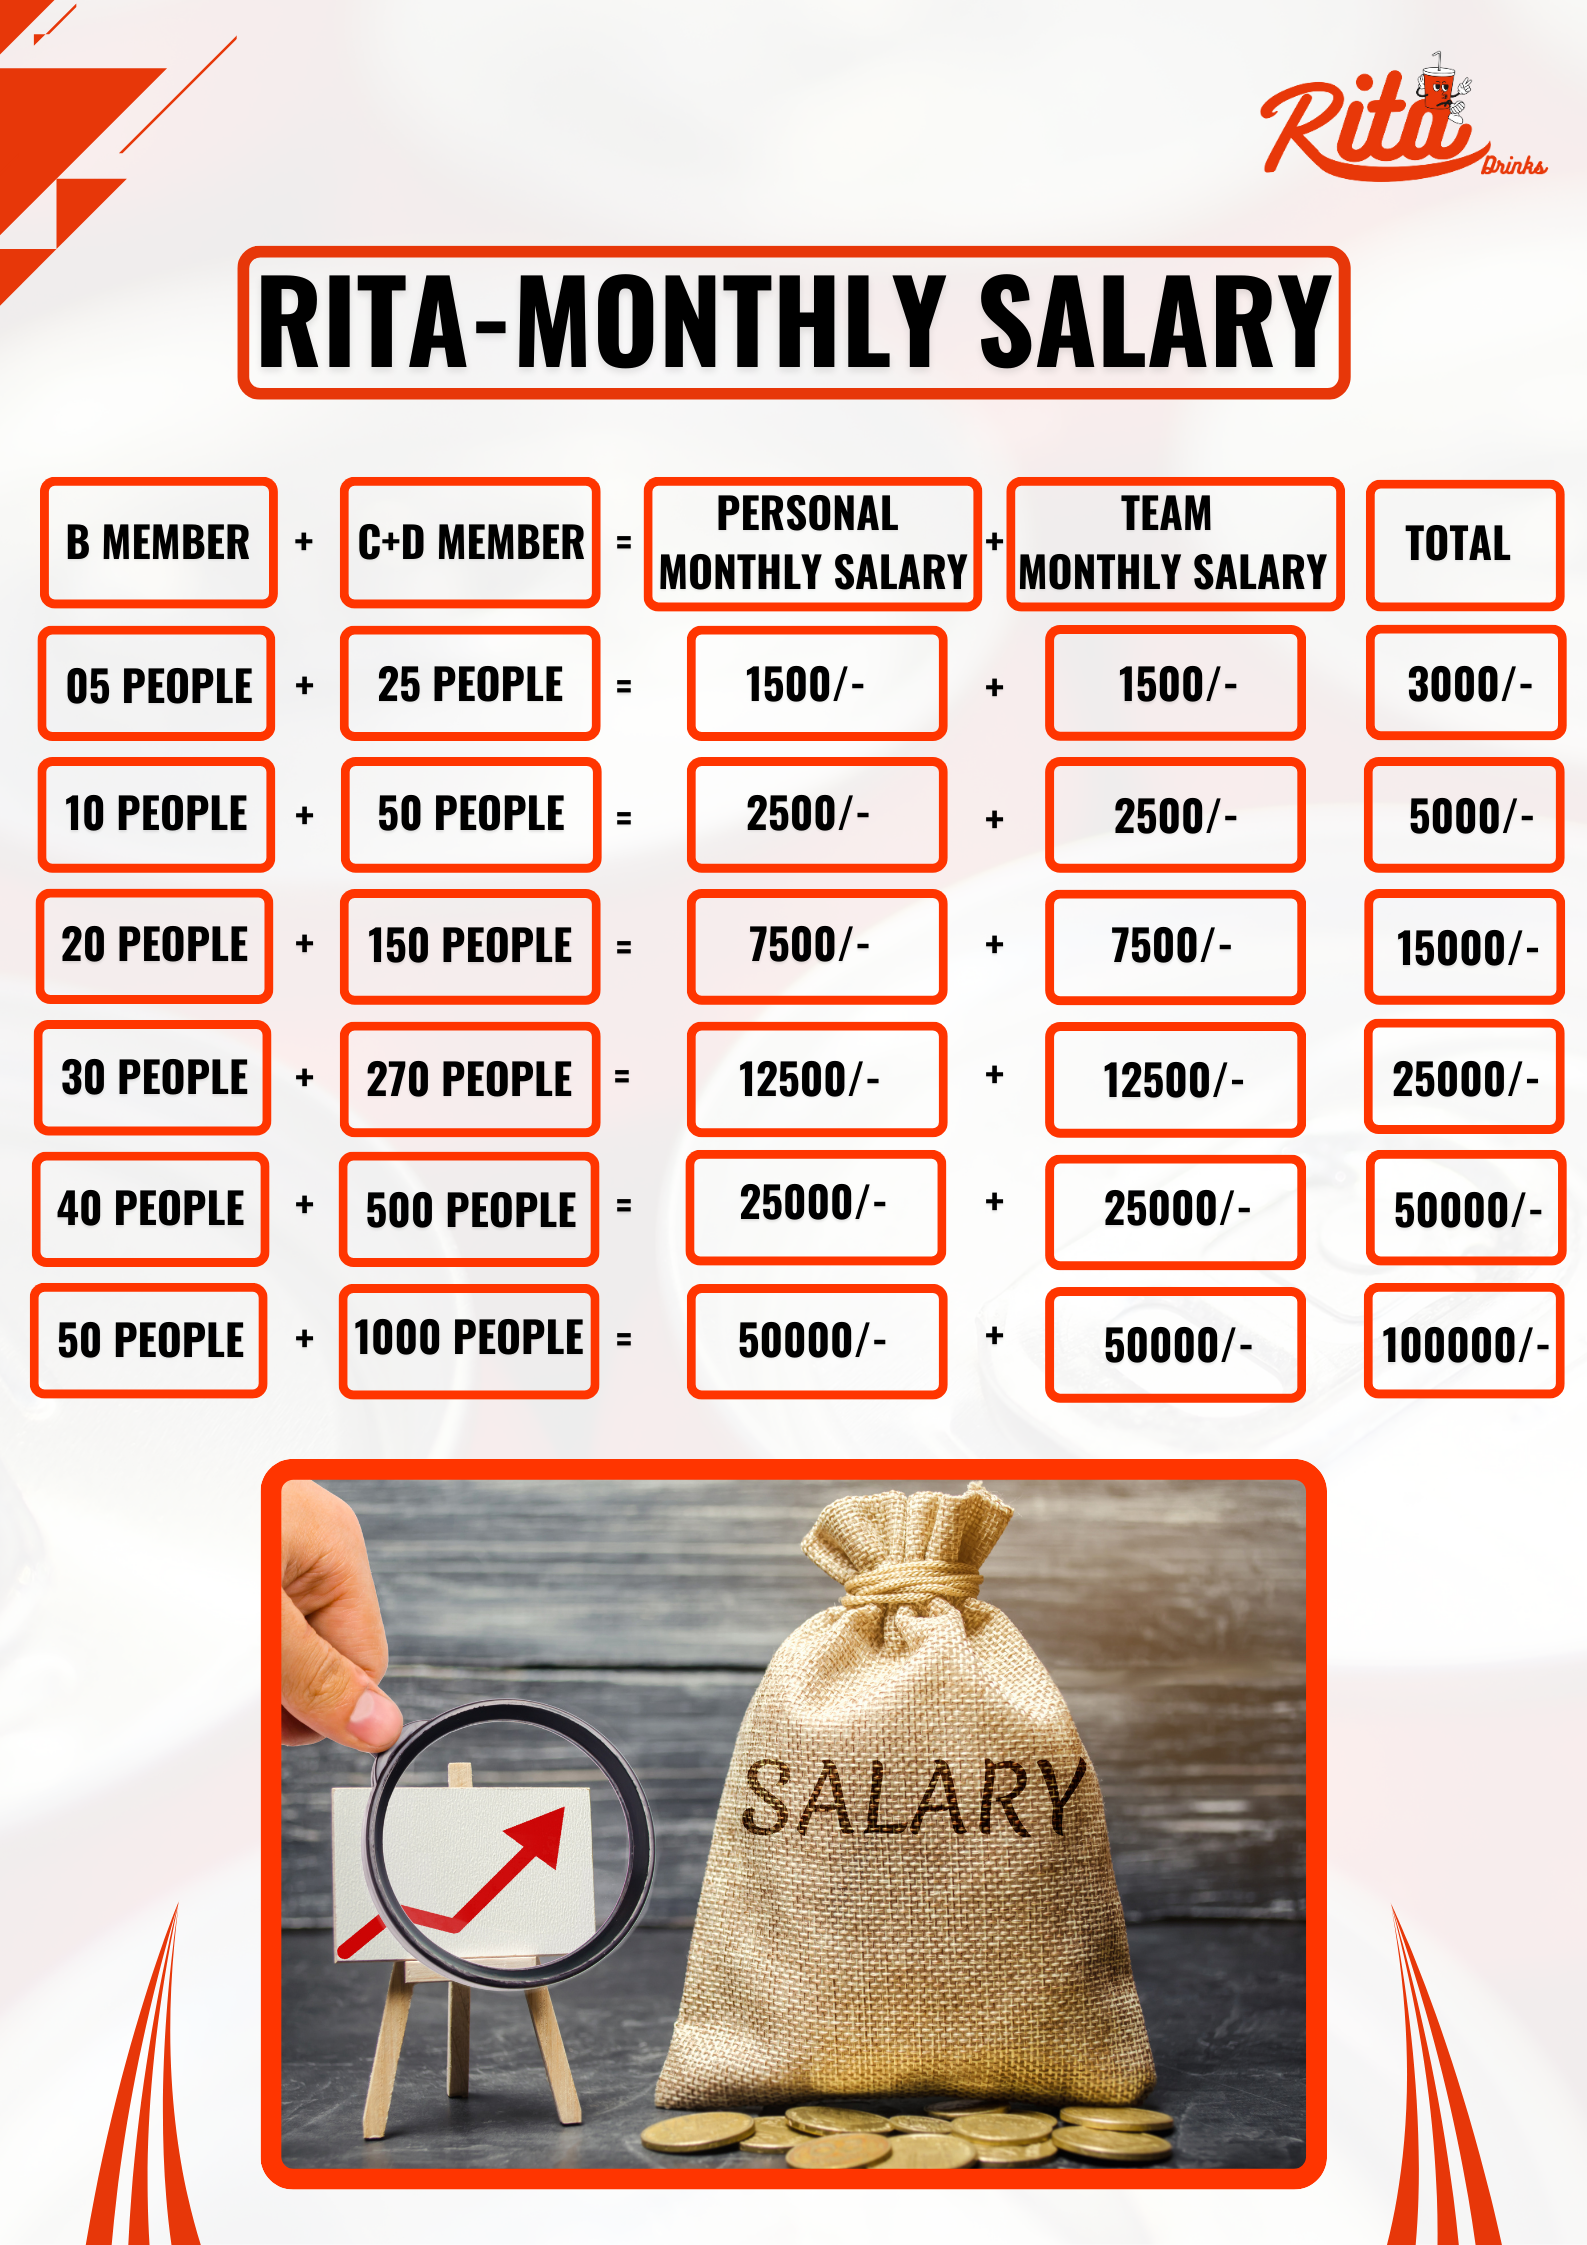 Rita
Drinks
RITA-MONTHLY SALARY
B MEMBER + C+D MEMBER = PERSONAL MONTHLY SALARY + TEAM MONTHLY SALARY TOTAL
05 PEOPLE + 25 PEOPLE = 1500/- + 1500/- 3000/-
10 PEOPLE + 50 PEOPLE = 2500/- + 2500/- 5000/-
20 PEOPLE + 150 PEOPLE = 7500/- + 7500/- 15000/-
30 PEOPLE + 270 PEOPLE = 12500/- + 12500/- 25000/-
40 PEOPLE + 500 PEOPLE = 25000/- + 25000/- 50000/-
50 PEOPLE + 1000 PEOPLE = 50000/- + 50000/- 100000/-
SALARY